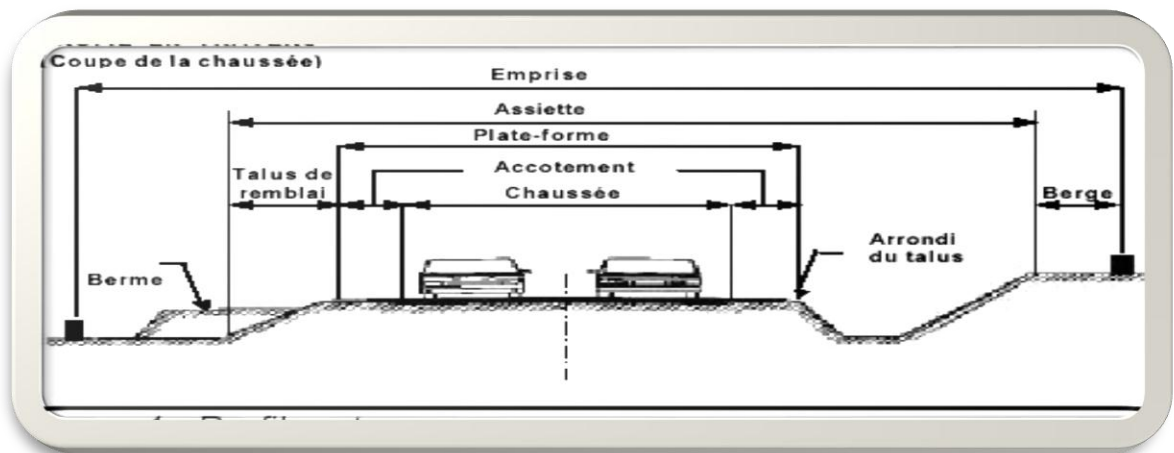 (Coupe de la chaussée)
Emprise
Assiette
Plate-forme
Talus de
remblai
Accotement
Chaussée
Berge
Arrondi
du talus
Berme